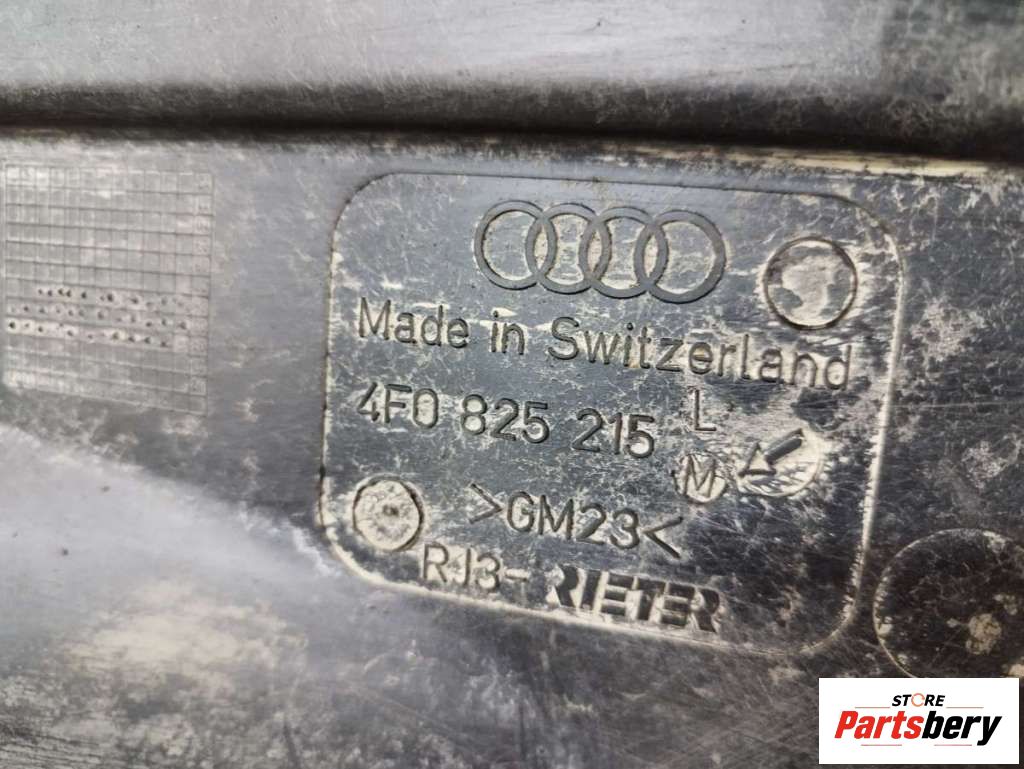 Made in Switzerland
4F0 825 215 L
M
>GM23<
RJ3- RIETER
STORE
Partsbery